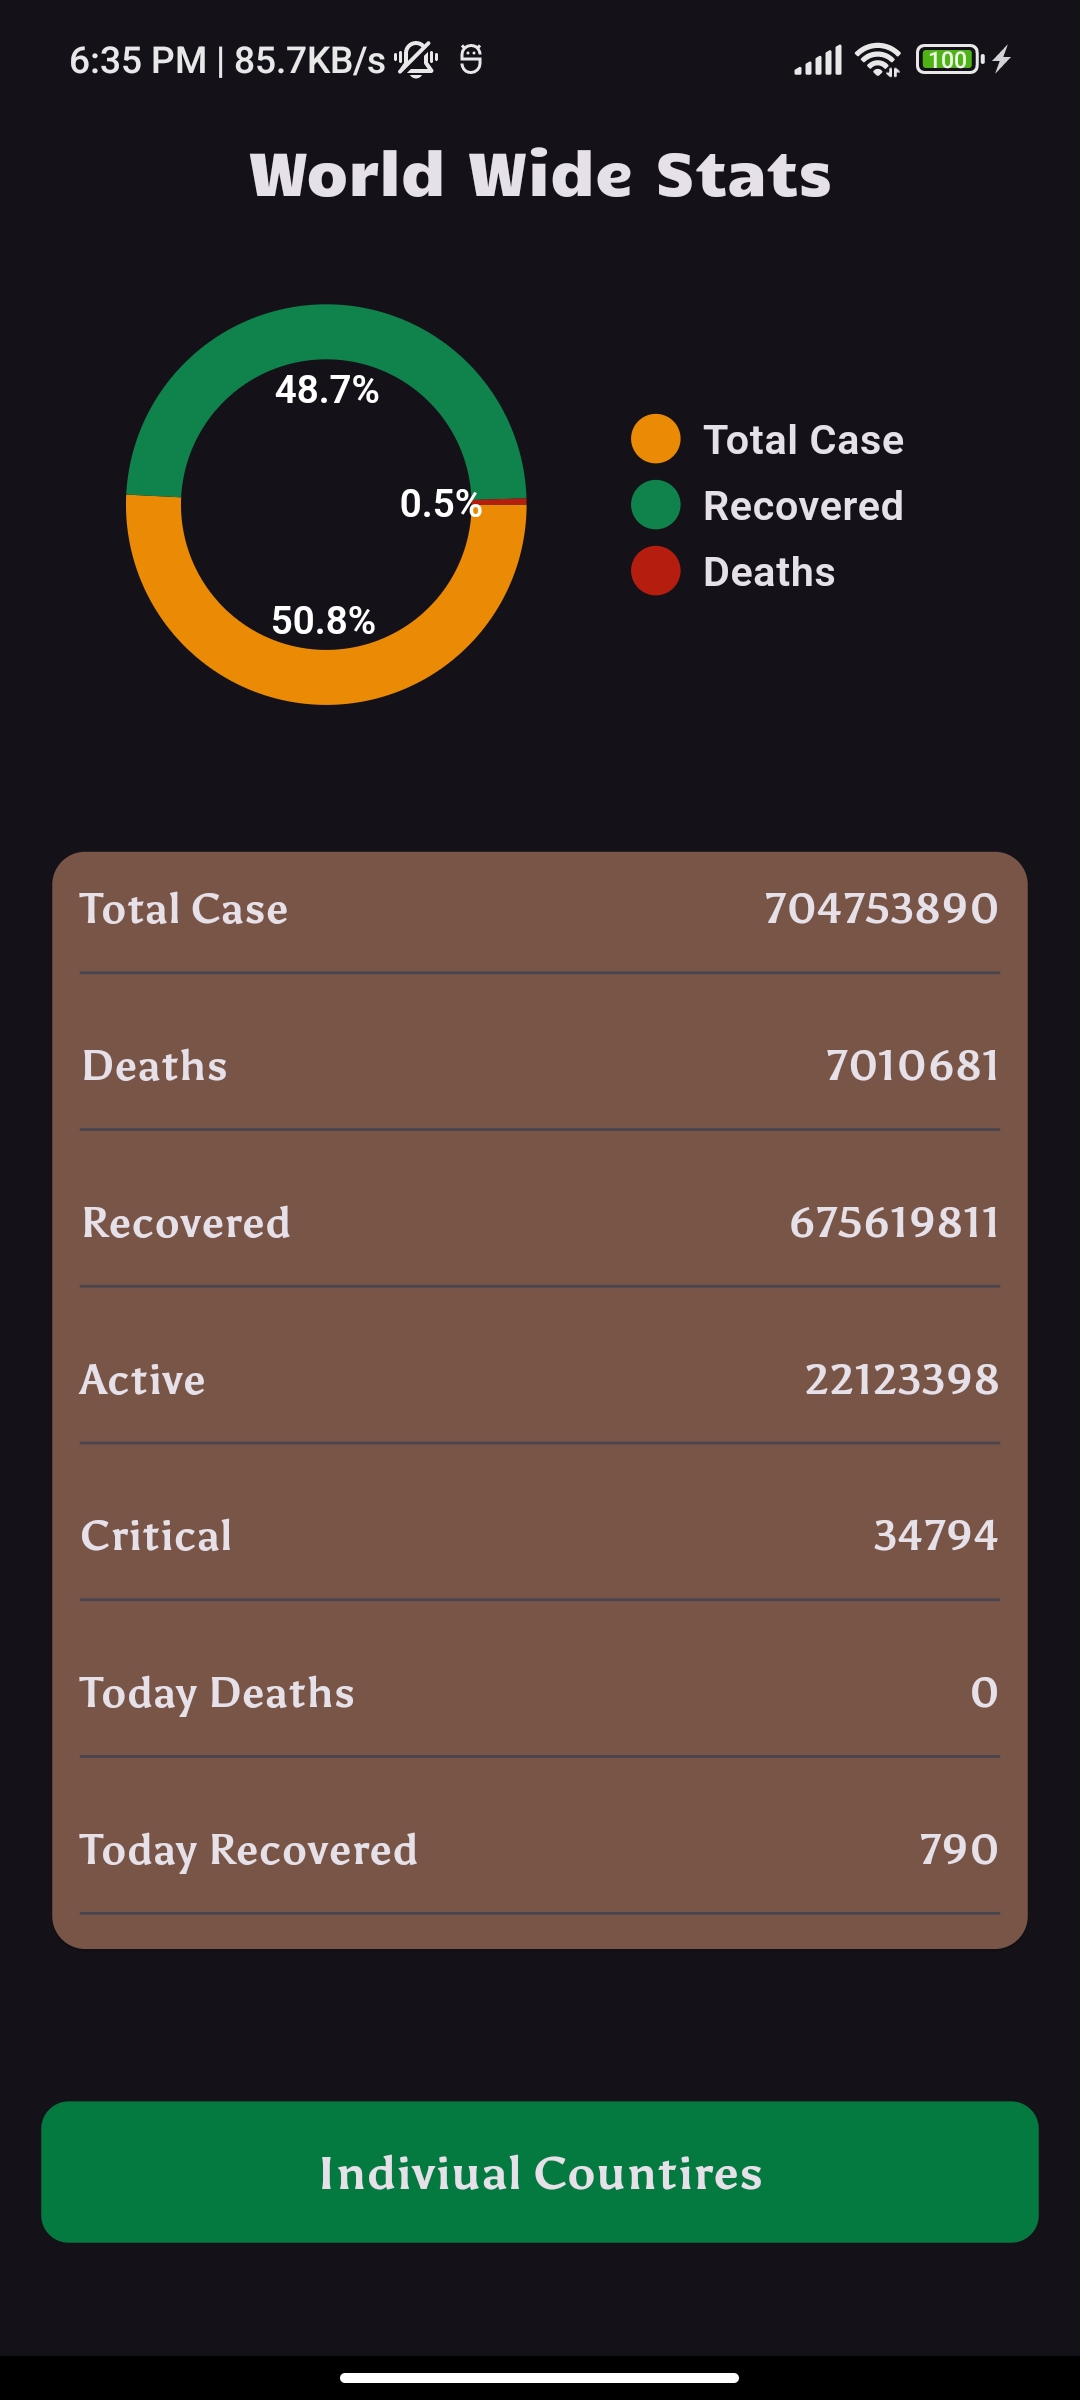 6:35 PM | 85.7KB/s 100
World Wide Stats
48.7%
0.5%
50.8%
Total Case
Recovered
Deaths
Total Case 704753890
Deaths 7010681
Recovered 675619811
Active 22123398
Critical 34794
Today Deaths 0
Today Recovered 790
Indiviual Countires